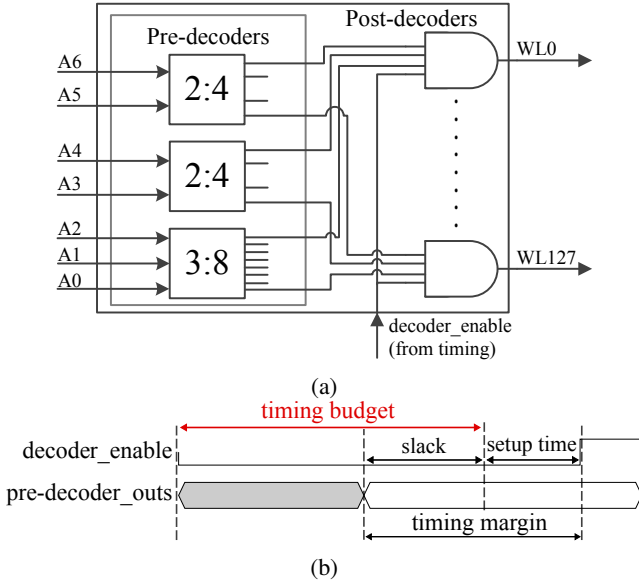 Pre-decoders
Post-decoders
A6
A5
2:4
A4
A3
2:4
A2
A1
A0
3:8
WL0
WL127
decoder_enable
(from timing)
(a)
timing budget
decoder_enable
slack
setup time
pre-decoder_outs
timing margin
(b)